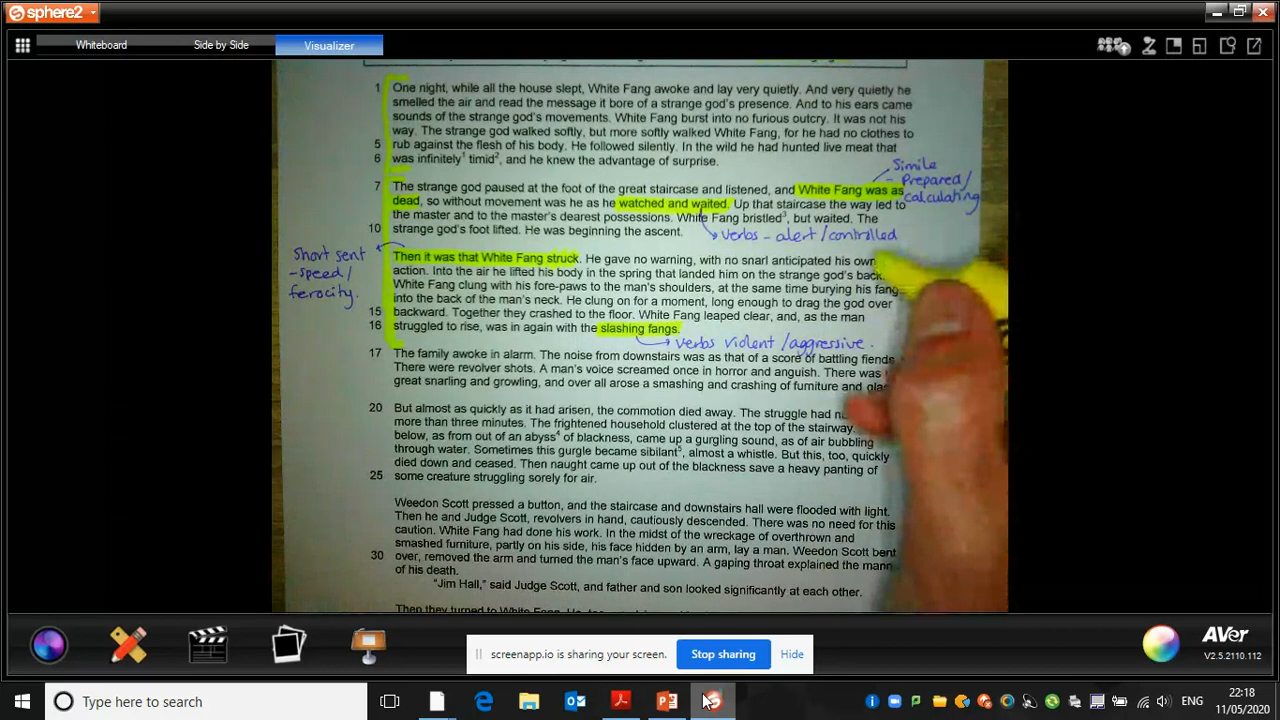 sphere2
Whiteboard
Side by Side
Visualizer
1 One night, while all the house slept, White Fang awoke and lay very quietly. And very quietly he
smelled the air and read the message it bore of a strange god's presence. And to his ears came
sounds of the strange god's movements. White Fang burst into no furious outcry. It was not his
way. The strange god walked softly, but more softly walked White Fang, for he had no clothes to
5 rub against the flesh of his body. He followed silently. In the wild he had hunted live meat that
6 was infinitely¹ timid², and he knew the advantage of surprise.
Simile
- Prepared/
calculating
7 The strange god paused at the foot of the great staircase and listened, and White Fang was as
dead, so without movement was he as he watched and waited. Up that staircase the way led to
the master and to the master's dearest possessions. White Fang bristled³, but waited. The
10 strange god's foot lifted. He was beginning the ascent.
verbs - alert/controlled
Short sent
- speed/
ferocity.
Then it was that White Fang struck. He gave no warning, with no snarl anticipated his own
action. Into the air he lifted his body in the spring that landed him on the strange god's back.
White Fang clung with his fore-paws to the man's shoulders, at the same time burying his fang
into the back of the man's neck. He clung on for a moment, long enough to drag the god over
15 backward. Together they crashed to the floor. White Fang leaped clear, and, as the man
16 struggled to rise, was in again with the slashing fangs.
verbs violent/aggressive.
17 The family awoke in alarm. The noise from downstairs was as that of a score of battling fiends.
There were revolver shots. A man's voice screamed once in horror and anguish. There was
great snarling and growling, and over all arose a smashing and crashing of furniture and
20 But almost as quickly as it had arisen, the commotion died away. The struggle had
more than three minutes. The frightened household clustered at the top of the stairway.
below, as from out of an abyss⁴ of blackness, came up a gurgling sound, as of air bubbling
through water. Sometimes this gurgle became sibilant⁵, almost a whistle. But this, too, quickly
died down and ceased. Then naught came up out of the blackness save a heavy panting of
25 some creature struggling sorely for air.
Weedon Scott pressed a button, and the staircase and downstairs hall were flooded with light.
Then he and Judge Scott, revolvers in hand, cautiously descended. There was no need for this
caution. White Fang had done his work. In the midst of the wreckage of overthrown and
smashed furniture, partly on his side, his face hidden by an arm, lay a man. Weedon Scott bent
30 over, removed the arm and turned the man's face upward. A gaping throat explained the mann
of his death.
"Jim Hall," said Judge Scott, and father and son looked significantly at each other.
Then they turned to White Fang. He, too,
screenapp.io is sharing your screen.
Stop sharing
Hide
AVer
V2.5.2110.112
Type here to search
ENG
22:18
11/05/2020